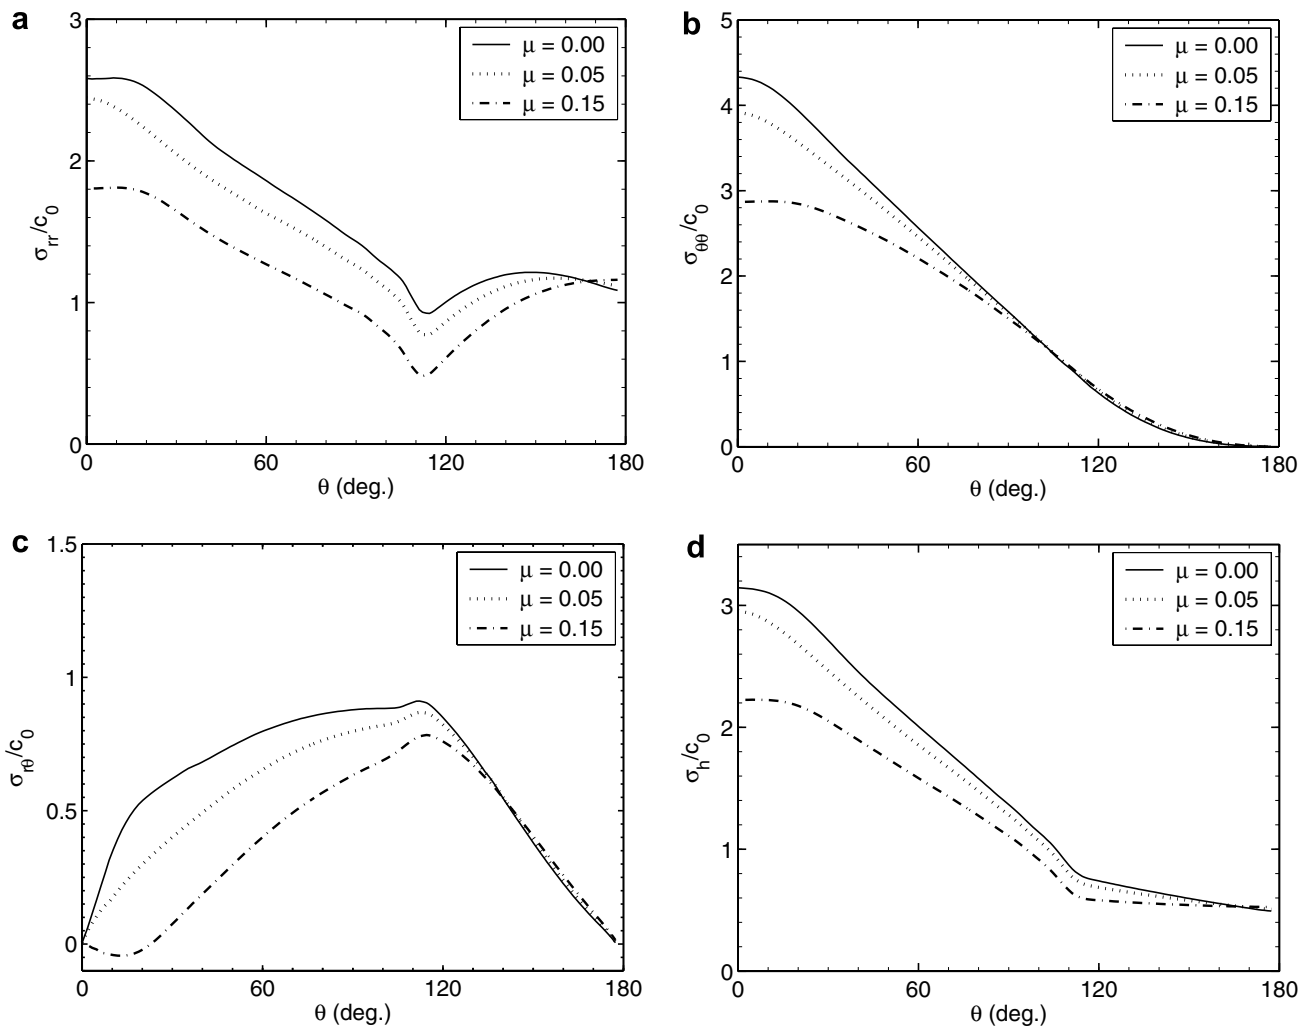 a
3
2
1
0
0 60 120 180
θ (deg.)
σrr/c0
μ = 0.00
μ = 0.05
μ = 0.15
b
5
4
3
2
1
0
0 60 120 180
θ (deg.)
σθθ/c0
μ = 0.00
μ = 0.05
μ = 0.15
c
1.5
1
0.5
0
0 60 120 180
θ (deg.)
σrθ/c0
μ = 0.00
μ = 0.05
μ = 0.15
d
3
2
1
0
0 60 120 180
θ (deg.)
σh/c0
μ = 0.00
μ = 0.05
μ = 0.15